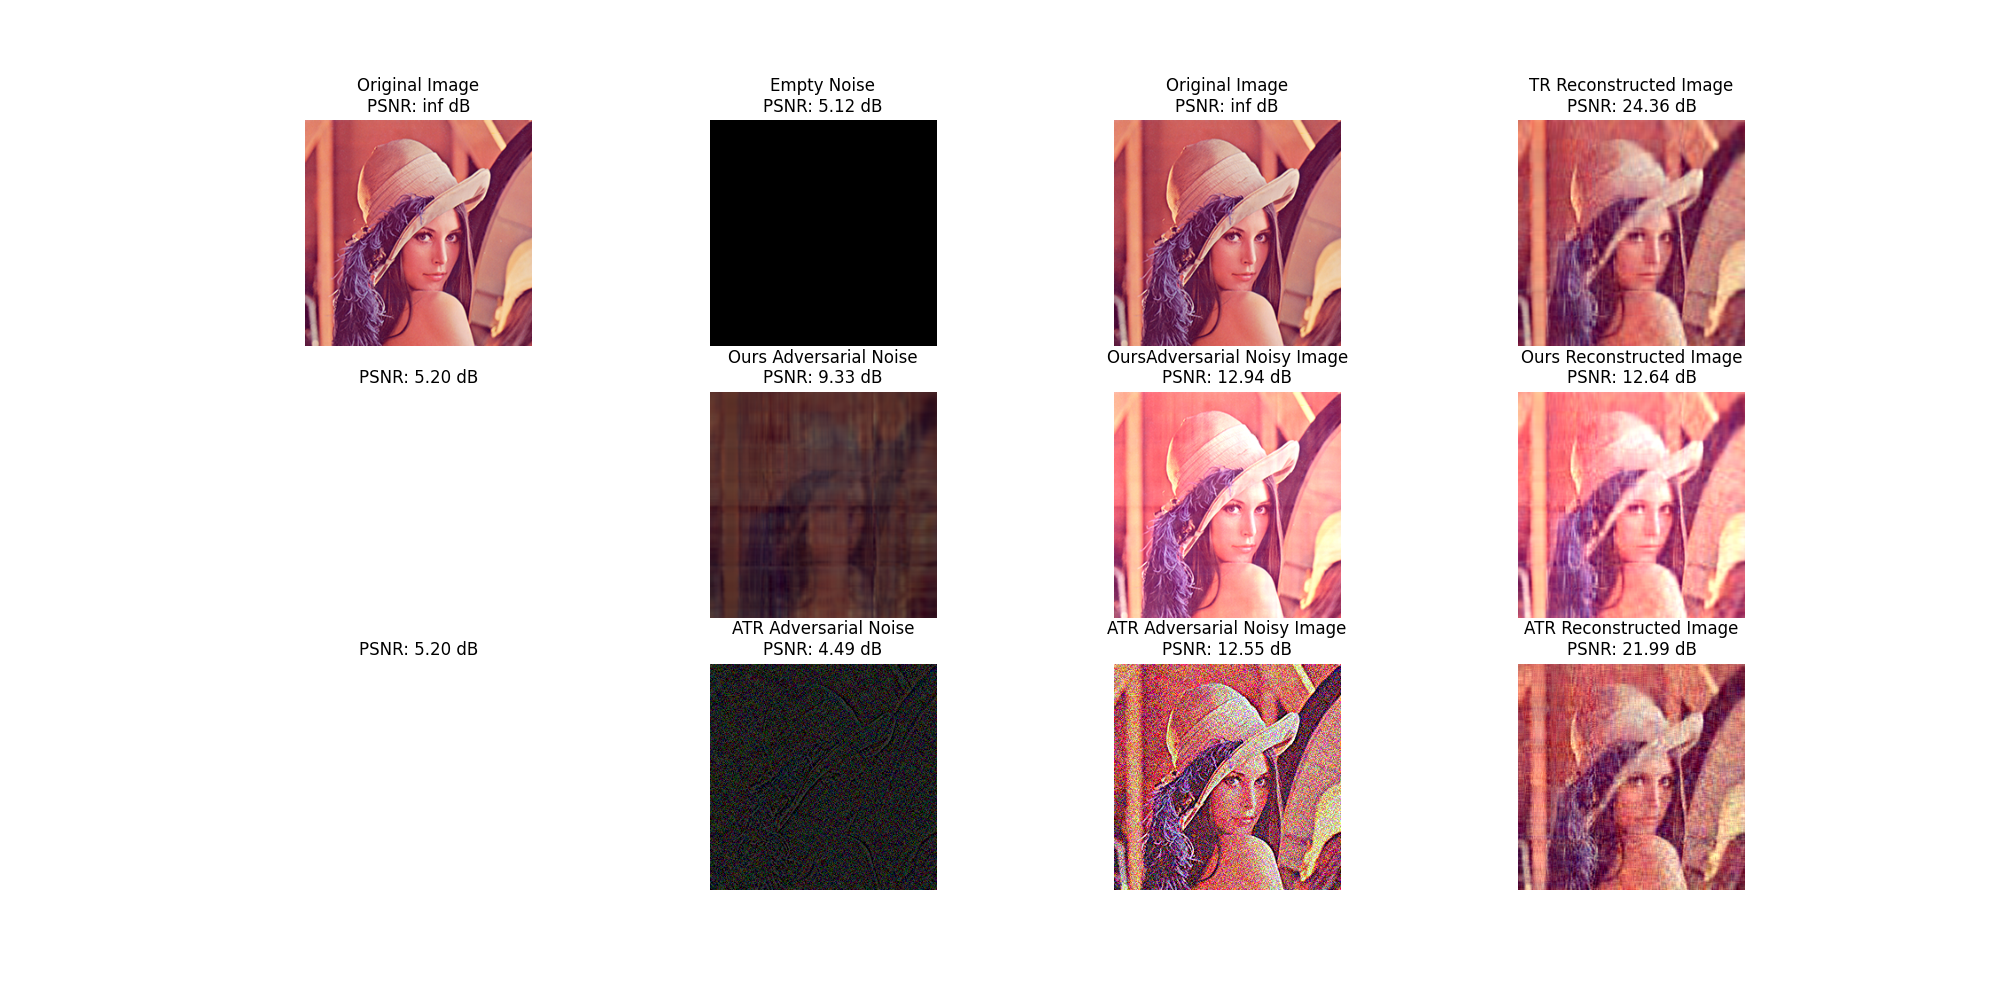 Original Image
PSNR: inf dB
Empty Noise
PSNR: 5.12 dB
Original Image
PSNR: inf dB
TR Reconstructed Image
PSNR: 24.36 dB
PSNR: 5.20 dB
Ours Adversarial Noise
PSNR: 9.33 dB
OursAdversarial Noisy Image
PSNR: 12.94 dB
Ours Reconstructed Image
PSNR: 12.64 dB
PSNR: 5.20 dB
ATR Adversarial Noise
PSNR: 4.49 dB
ATR Adversarial Noisy Image
PSNR: 12.55 dB
ATR Reconstructed Image
PSNR: 21.99 dB